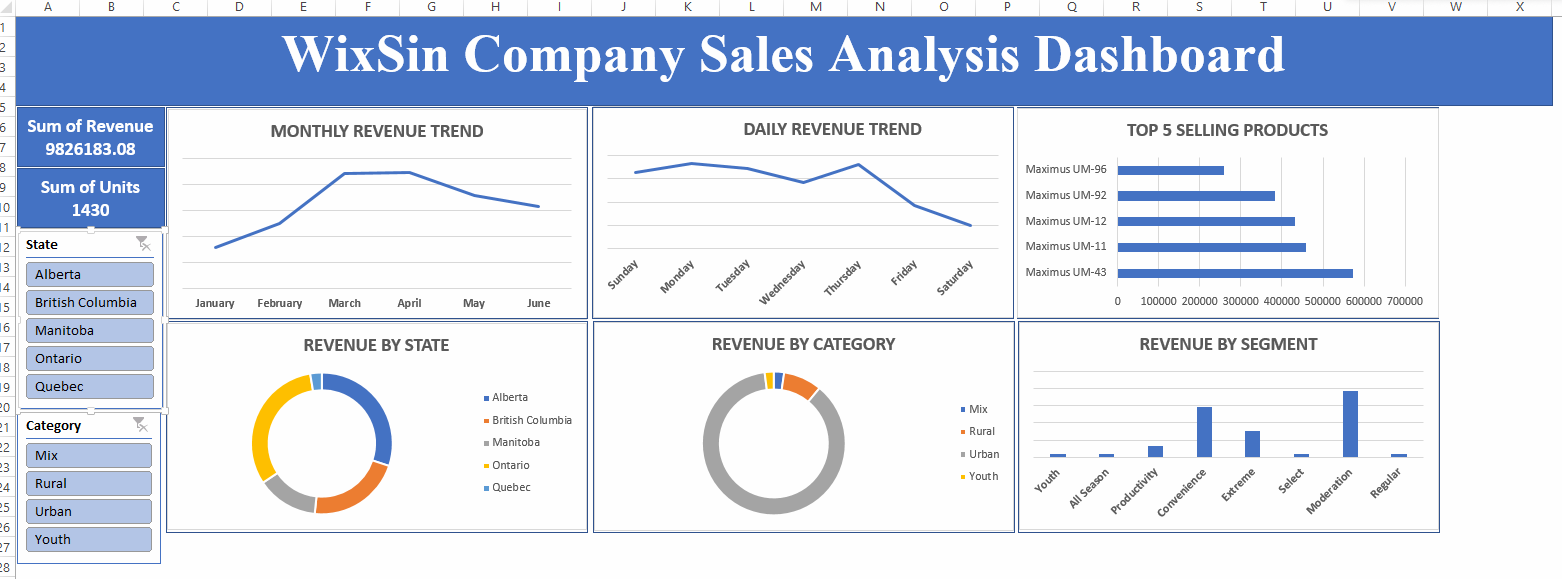 A B C D E F G H I J K L M N O P Q R S T U V W X
1
2
3
4
5
6
7
8
9
10
11
12
13
14
15
16
17
18
19
20
21
22
23
24
25
26
27
28
WixSin Company Sales Analysis Dashboard
Sum of Revenue
9826183.08
Sum of Units
1430
State
Alberta
British Columbia
Manitoba
Ontario
Quebec
Category
Mix
Rural
Urban
Youth
MONTHLY REVENUE TREND
January February March April May June
DAILY REVENUE TREND
Sunday Monday Tuesday Wednesday Thursday Friday Saturday
TOP 5 SELLING PRODUCTS
Maximus UM-96
Maximus UM-92
Maximus UM-12
Maximus UM-11
Maximus UM-43
0 100000 200000 300000 400000 500000 600000 700000
REVENUE BY STATE
Alberta
British Columbia
Manitoba
Ontario
Quebec
REVENUE BY CATEGORY
Mix
Rural
Urban
Youth
REVENUE BY SEGMENT
Youth All Season Productivity Convenience Extreme Select Moderation Regular